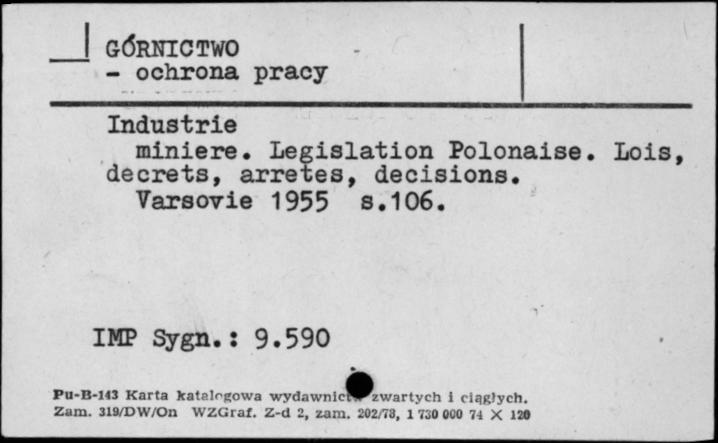 GÓRNICTWO
- ochrona pracy
Industrie
miniere. Legislation Polonaise. Lois,
decrets, arretes, decisions.
Varsovie 1955 s.106.
IMP Sygn.: 9.590
Pu-B-143 Karta katalogowa wydawnictw zwartych i ciągłych.
Zam. 319/DW/On WZGraf. Z-d 2, zam. 202/78, 1 730 000 74 X 120